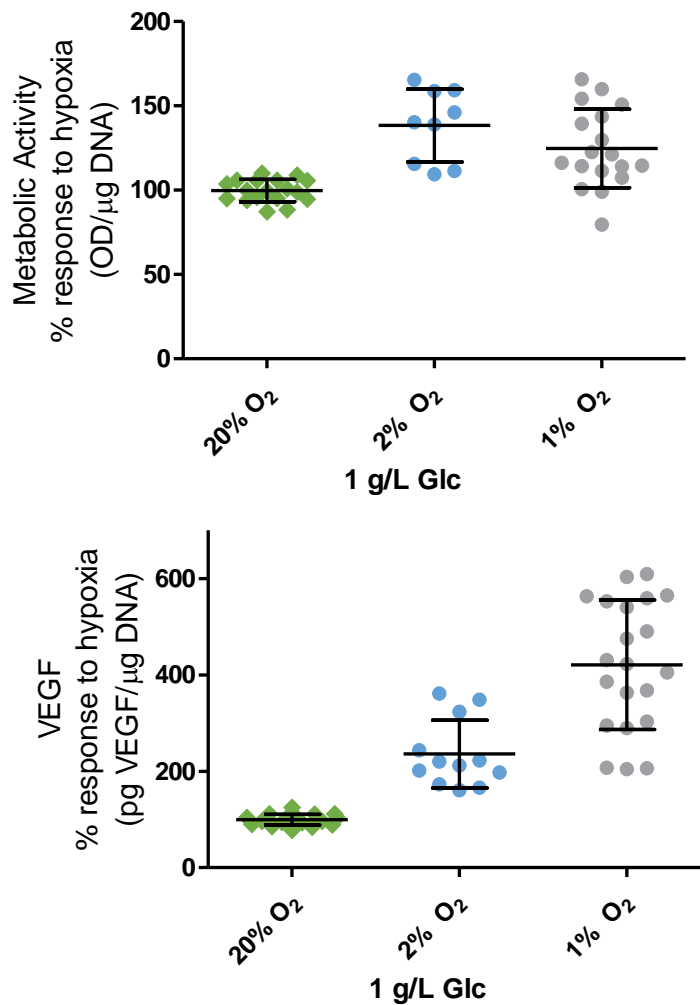 Metabolic Activity
% response to hypoxia
(OD/μg DNA)
200
150
100
50
0
20% O₂
2% O₂
1% O₂
1 g/L Glc
VEGF
% response to hypoxia
(pg VEGF/μg DNA)
600
400
200
0
20% O₂
2% O₂
1% O₂
1 g/L Glc